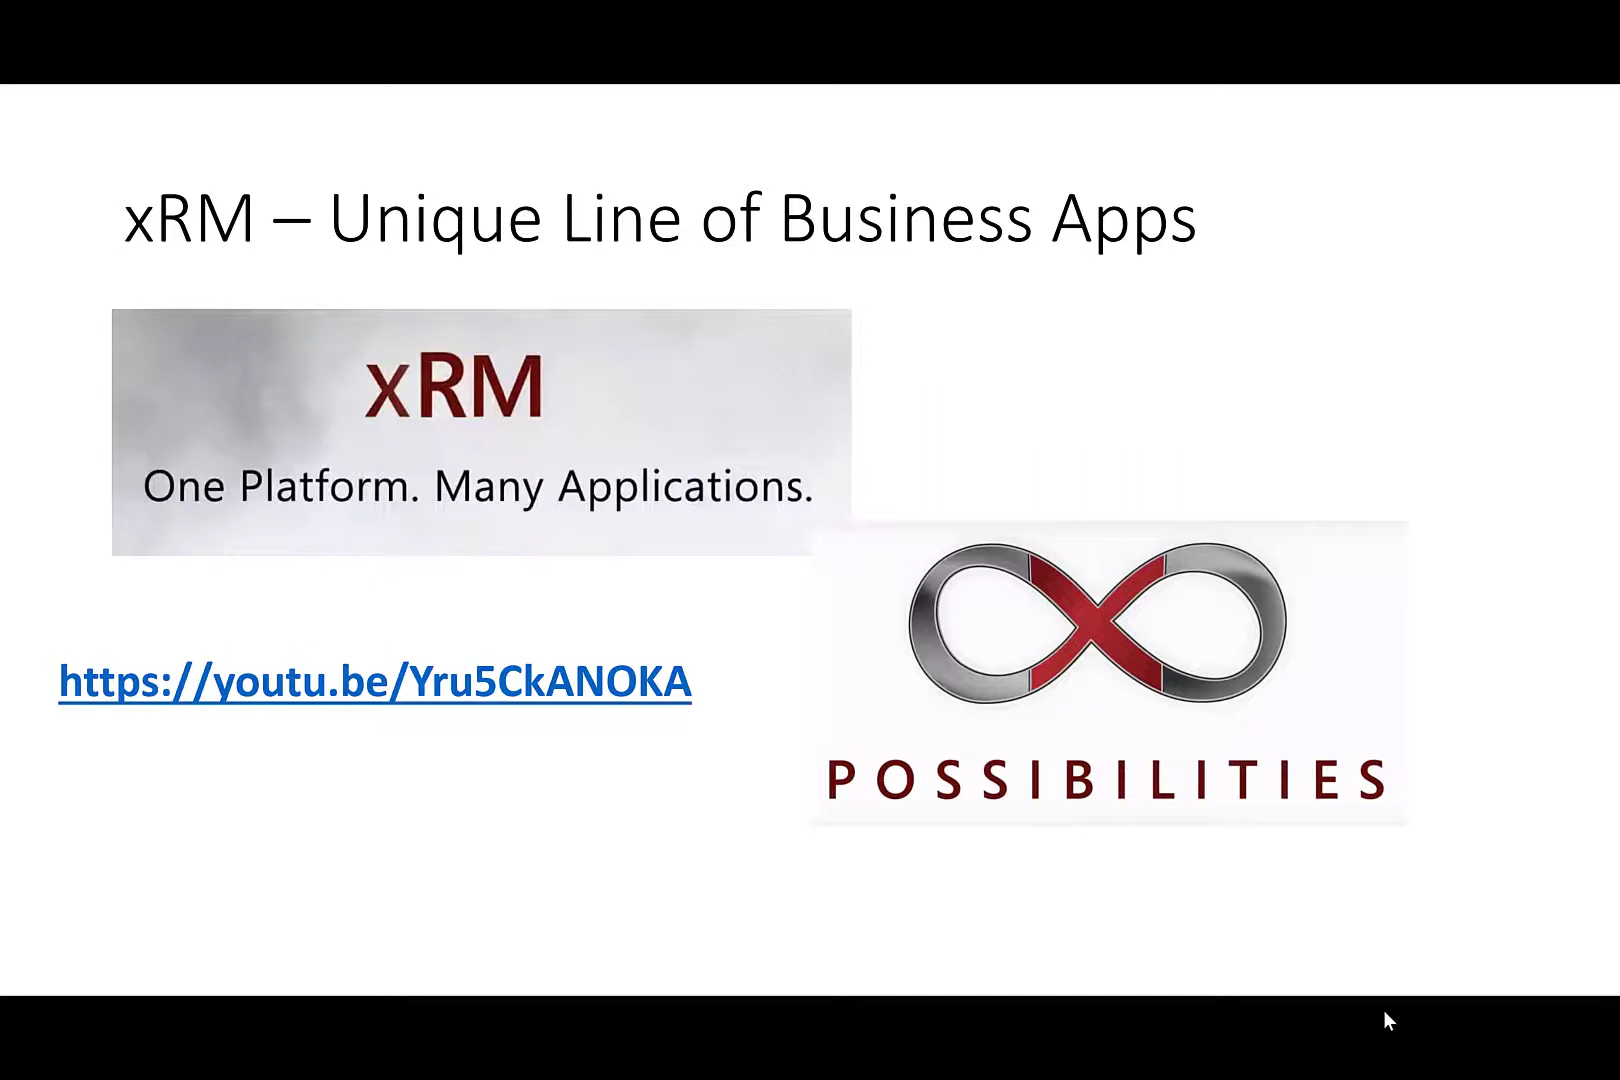 xRM – Unique Line of Business Apps
xRM
One Platform. Many Applications.
https://youtu.be/Yru5CkANOKA
POSSIBILITIES